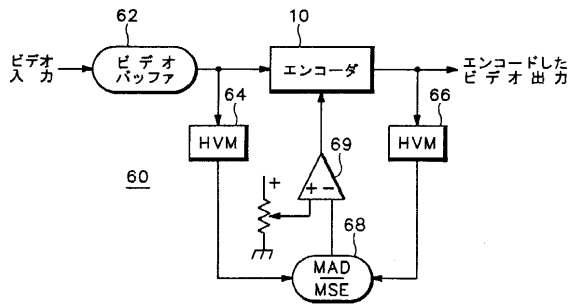 62
10
ビデオ
入力
ビデオ
バッファ
エンコーダ
エンコードした
ビデオ出力
64
66
HVM
HVM
69
60
+
+ −
68
MAD
MSE